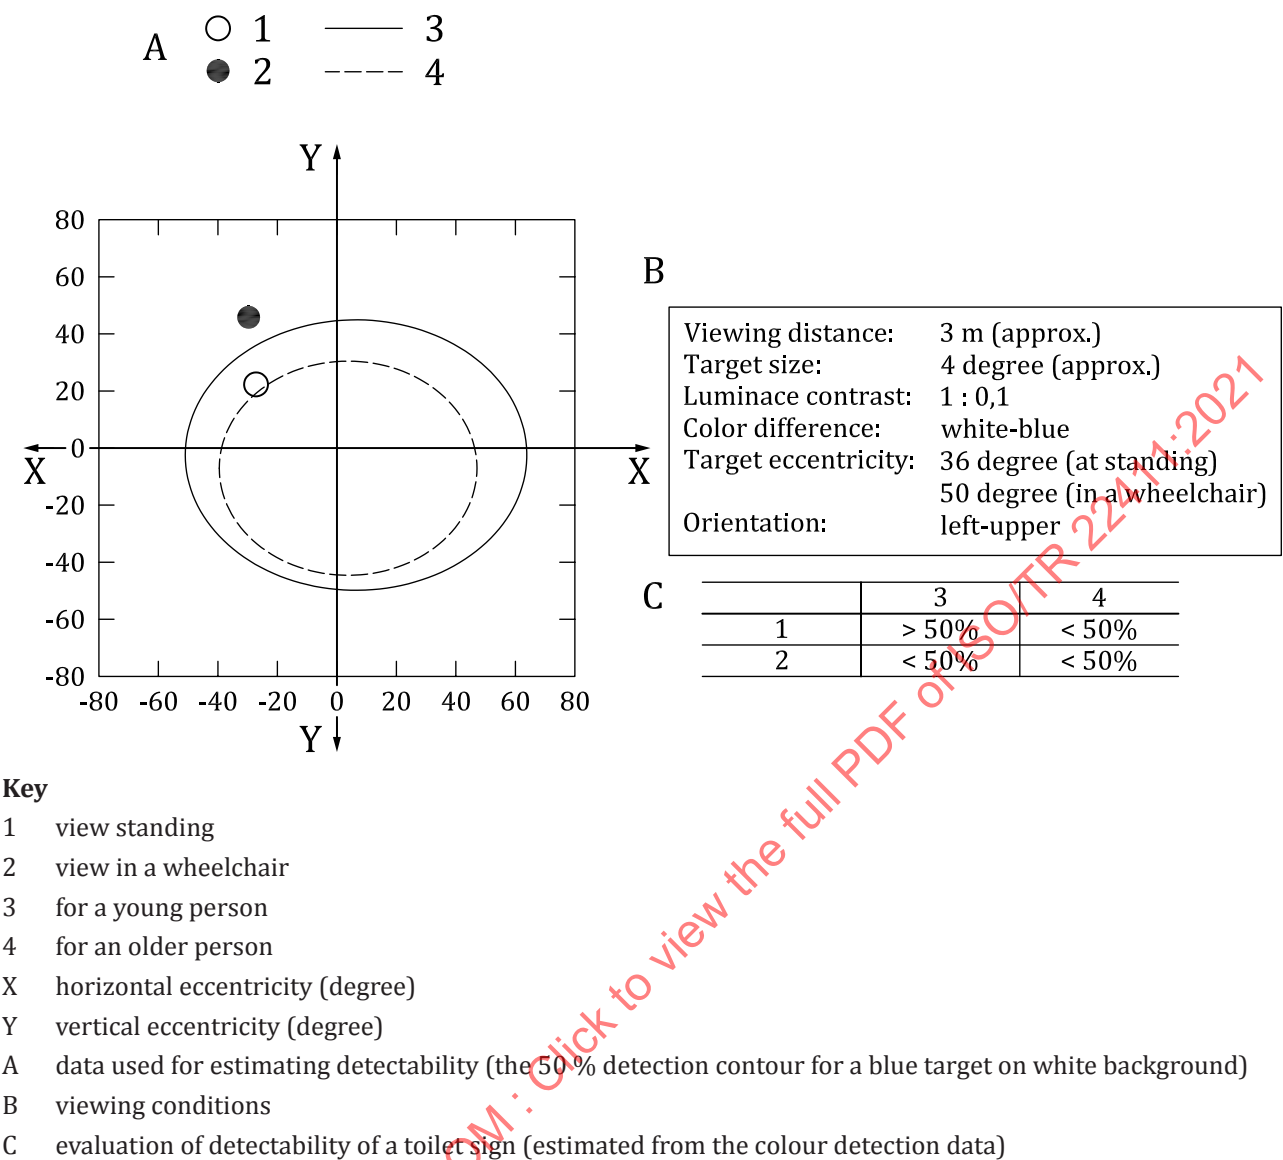 A
1
3
2
4
Y
80
60
40
20
0
-20
-40
-60
-80
X
X
-80 -60 -40 -20 0 20 40 60 80
Y
B
Viewing distance: 3 m (approx.)
Target size: 4 degree (approx.)
Luminace contrast: 1 : 0,1
Color difference: white-blue
Target eccentricity: 36 degree (at standing)
50 degree (in a wheelchair)
Orientation: left-upper
C
3 4
1 > 50% < 50%
2 < 50% < 50%
Key
1 view standing
2 view in a wheelchair
3 for a young person
4 for an older person
X horizontal eccentricity (degree)
Y vertical eccentricity (degree)
A data used for estimating detectability (the 50 % detection contour for a blue target on white background)
B viewing conditions
C evaluation of detectability of a toilet sign (estimated from the colour detection data)
OM : Click to view the full PDF of ISO/TR 22411:2021